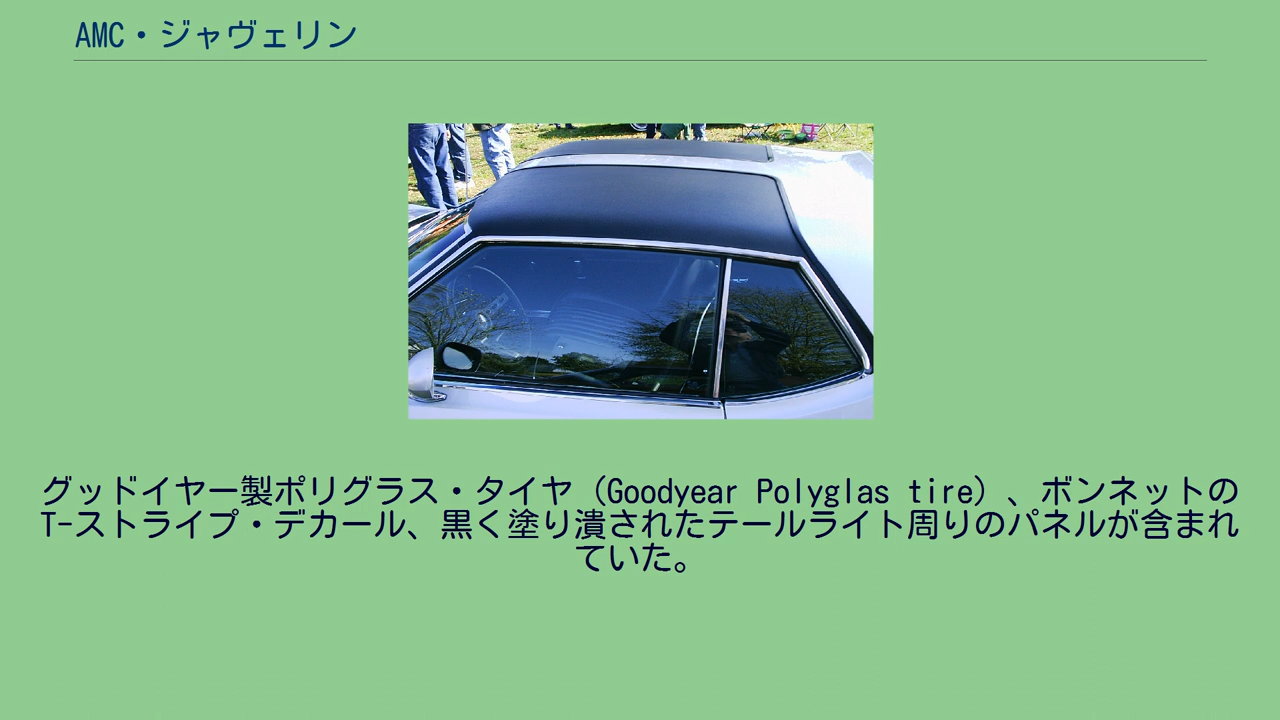 AMC・ジャヴェリン
グッドイヤー製ポリグラス・タイヤ（Goodyear Polyglas tire）、ボンネットの
T-ストライプ・デカール、黒く塗り潰されたテールライト周りのパネルが含まれ
ていた。